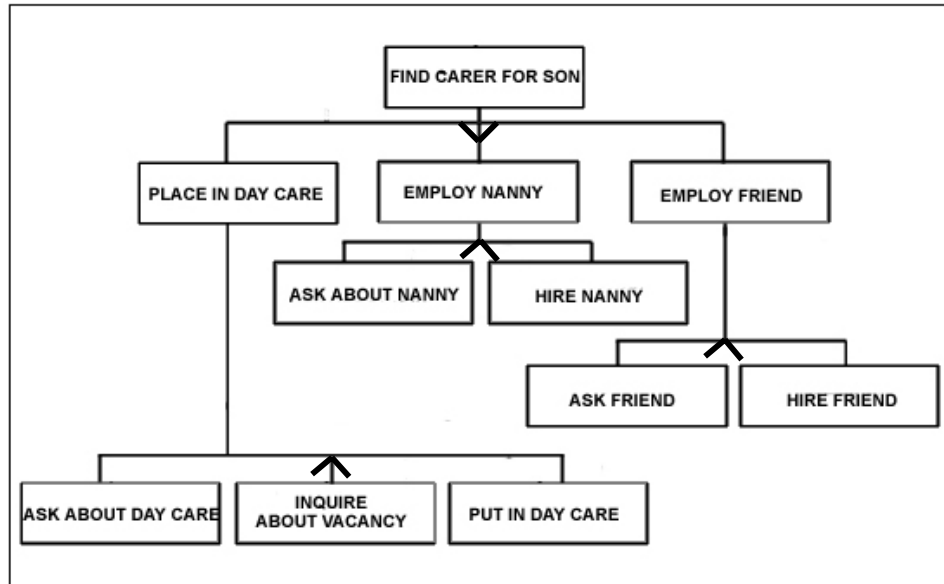 FIND CARER FOR SON
PLACE IN DAY CARE
EMPLOY NANNY
EMPLOY FRIEND
ASK ABOUT NANNY
HIRE NANNY
ASK FRIEND
HIRE FRIEND
ASK ABOUT DAY CARE
INQUIRE
ABOUT VACANCY
PUT IN DAY CARE